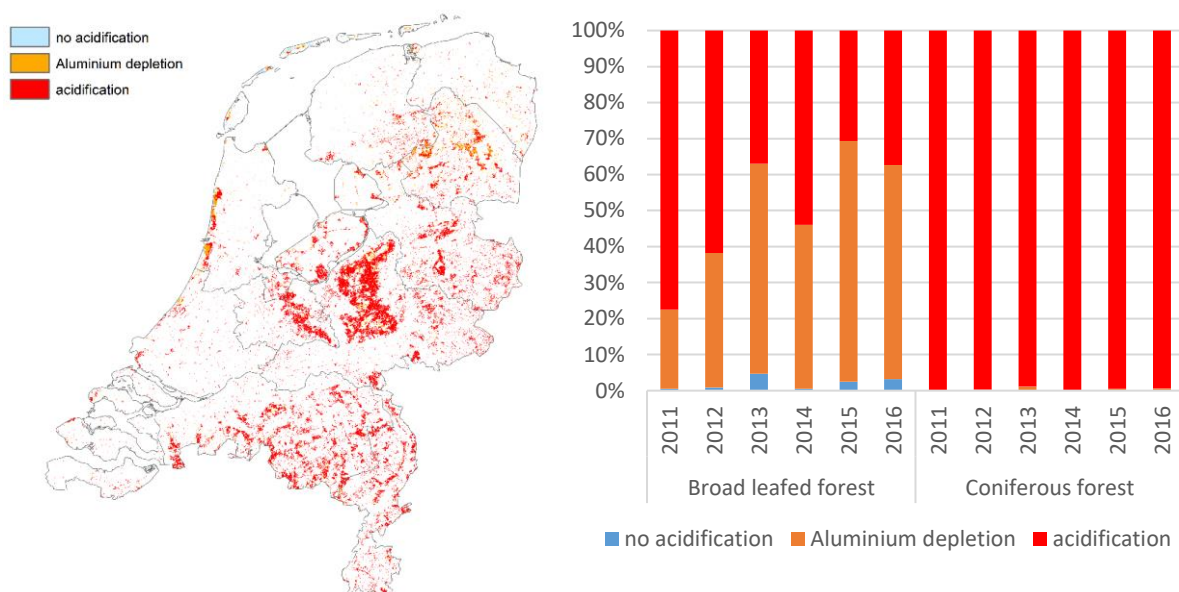 no acidification
Aluminium depletion
acidification
100%
90%
80%
70%
60%
50%
40%
30%
20%
10%
0%
2011 2012 2013 2014 2015 2016 2011 2012 2013 2014 2015 2016
Broad leafed forest Coniferous forest
no acidification Aluminium depletion acidification